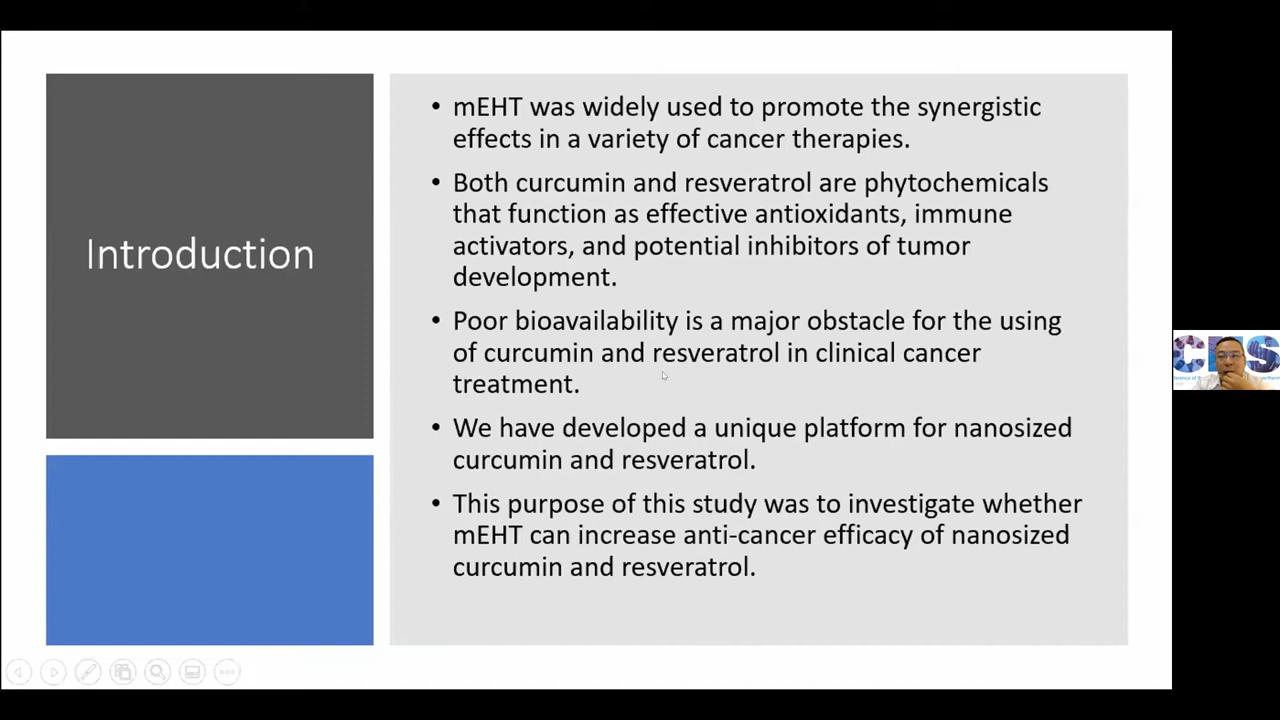 Introduction
• mEHT was widely used to promote the synergistic
effects in a variety of cancer therapies.
• Both curcumin and resveratrol are phytochemicals
that function as effective antioxidants, immune
activators, and potential inhibitors of tumor
development.
• Poor bioavailability is a major obstacle for the using
of curcumin and resveratrol in clinical cancer
treatment.
• We have developed a unique platform for nanosized
curcumin and resveratrol.
• This purpose of this study was to investigate whether
mEHT can increase anti-cancer efficacy of nanosized
curcumin and resveratrol.